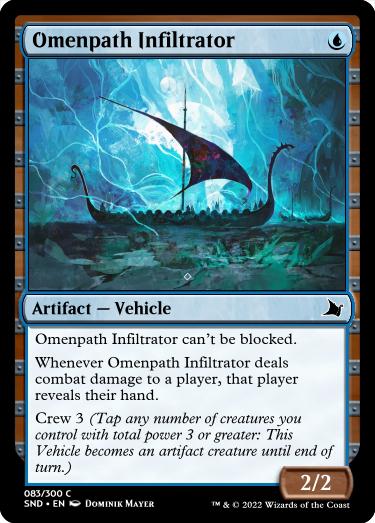 Omenpath Infiltrator
Artifact — Vehicle
Omenpath Infiltrator can't be blocked.
Whenever Omenpath Infiltrator deals
combat damage to a player, that player
reveals their hand.
Crew 3 (Tap any number of creatures you
control with total power 3 or greater: This
Vehicle becomes an artifact creature until end of
turn.)
2/2
083/300 C
SND • EN DOMINIK MAYER
™ & © 2022 Wizards of the Coast